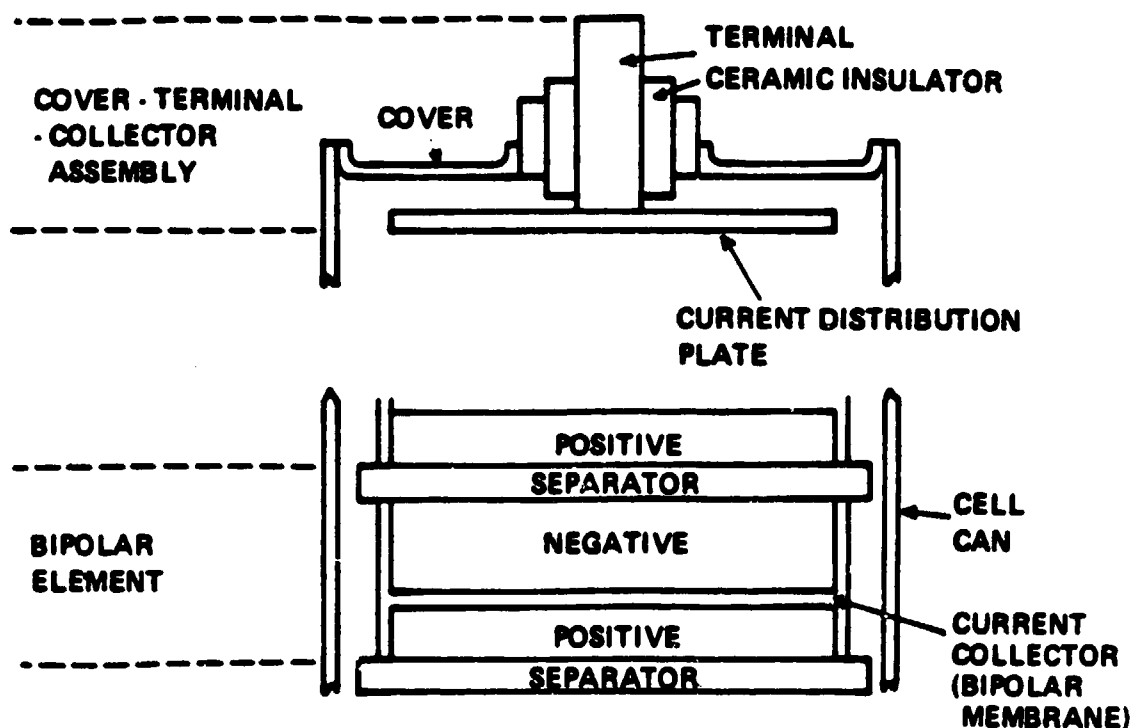 TERMINAL
CERAMIC INSULATOR
COVER - TERMINAL
- COLLECTOR
ASSEMBLY
COVER
CURRENT DISTRIBUTION
PLATE
POSITIVE
SEPARATOR
NEGATIVE
POSITIVE
SEPARATOR
BIPOLAR
ELEMENT
CELL
CAN
CURRENT
COLLECTOR
(BIPOLAR
MEMBRANE)